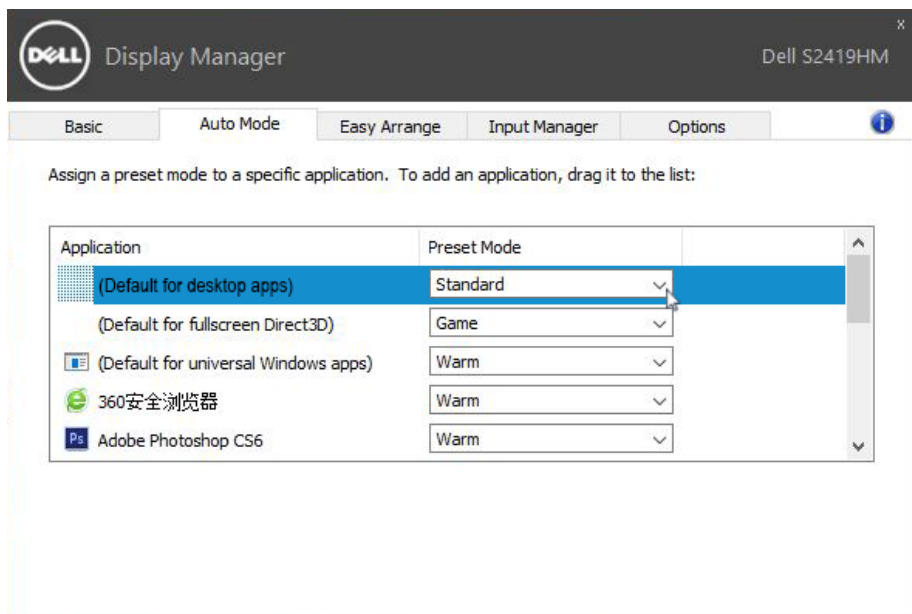 x
DELL Display Manager Dell S2419HM
Basic Auto Mode Easy Arrange Input Manager Options i
Assign a preset mode to a specific application. To add an application, drag it to the list:
Application Preset Mode
(Default for desktop apps) Standard
(Default for fullscreen Direct3D) Game
(Default for universal Windows apps) Warm
360安全浏览器 Warm
Ps Adobe Photoshop CS6 Warm